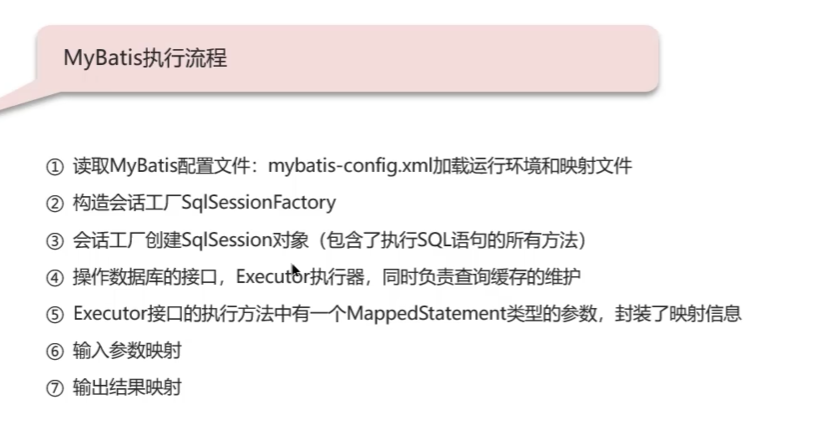 MyBatis执行流程
① 读取MyBatis配置文件：mybatis-config.xml加载运行环境和映射文件
② 构造会话工厂SqlSessionFactory
③ 会话工厂创建SqlSession对象（包含了执行SQL语句的所有方法）
④ 操作数据库的接口，Executor执行器，同时负责查询缓存的维护
⑤ Executor接口的执行方法中有一个MappedStatement类型的参数，封装了映射信息
⑥ 输入参数映射
⑦ 输出结果映射